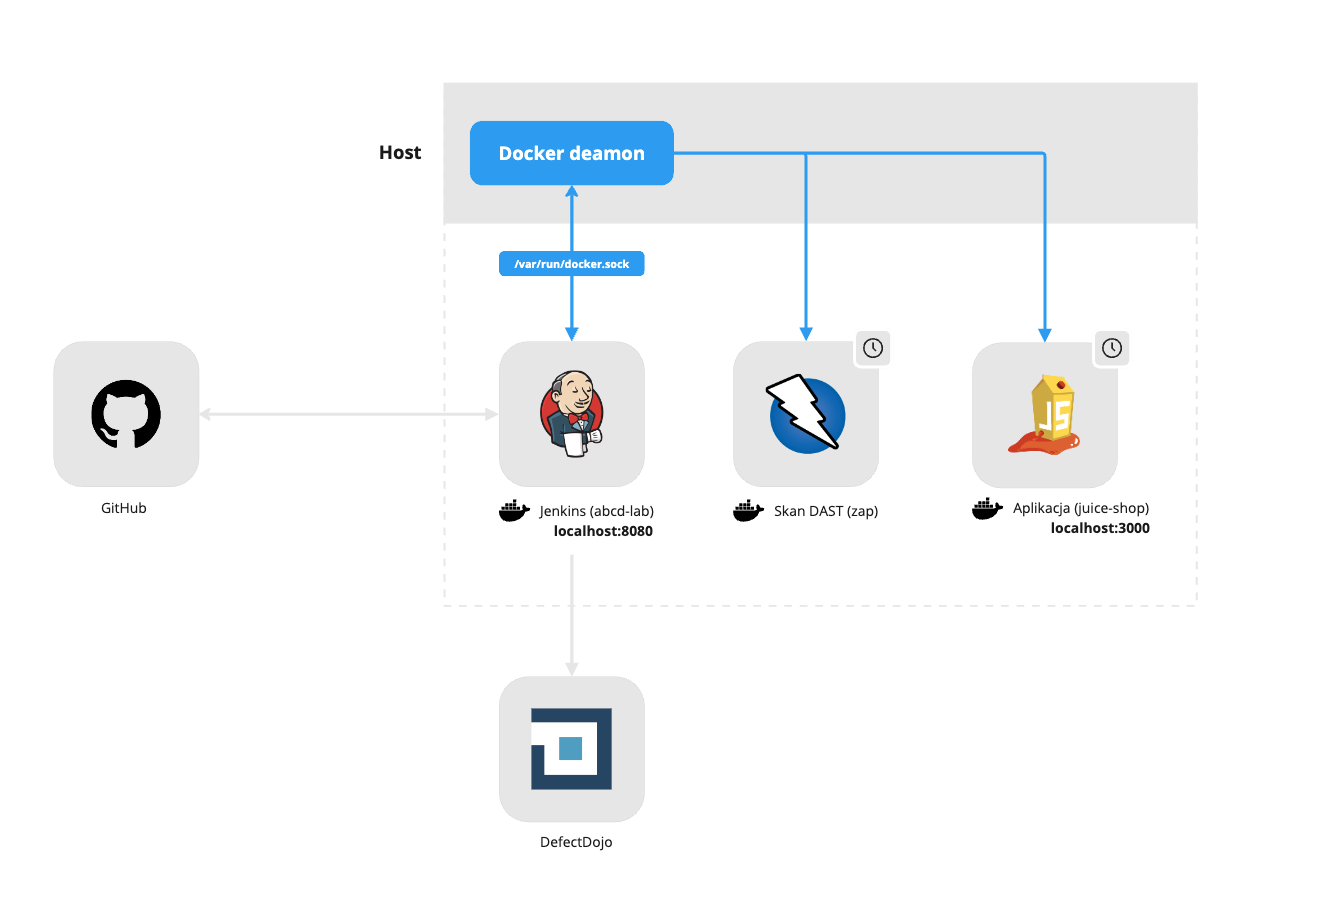 Host
Docker deamon
/var/run/docker.sock
JS
GitHub
Jenkins (abcd-lab)
localhost:8080
Skan DAST (zap)
Aplikacja (juice-shop)
localhost:3000
DefectDojo